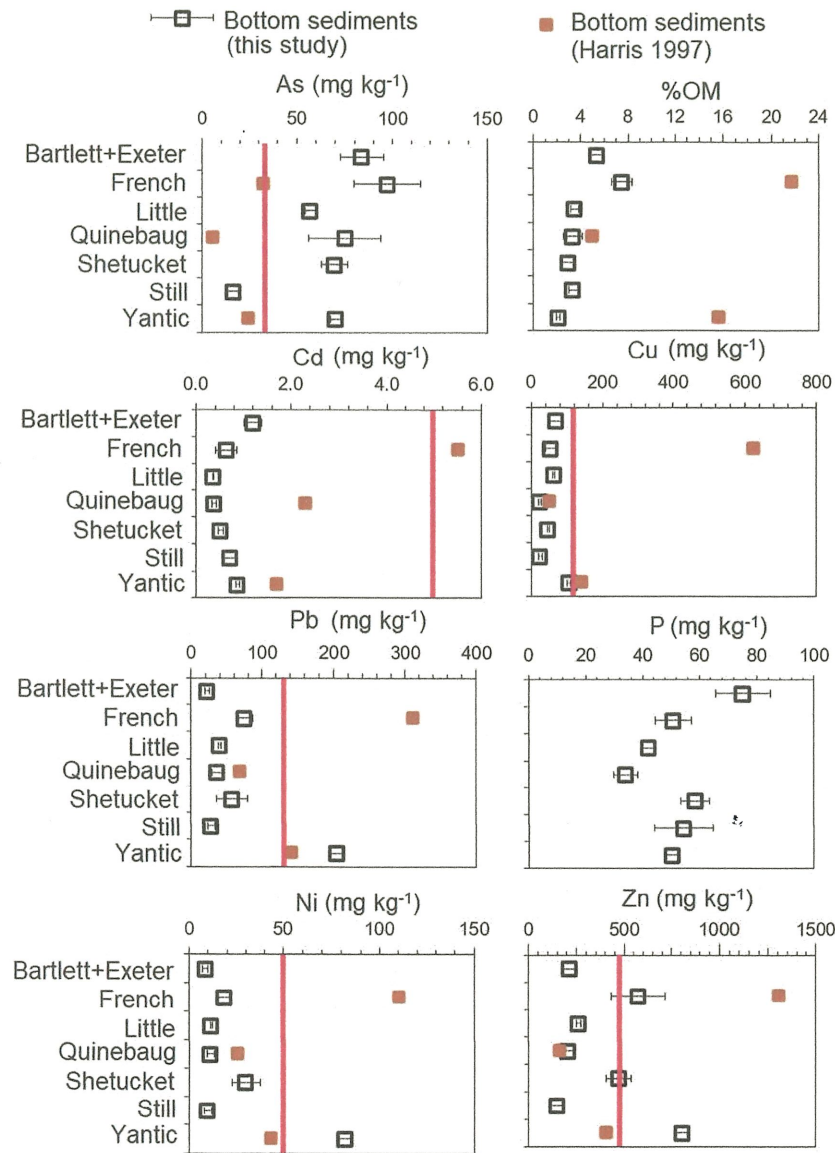 Bottom sediments
(this study)
Bottom sediments
(Harris 1997)
As (mg kg-1)
%OM
0 50 100 150
0 4 8 12 16 20 24
Bartlett+Exeter
French
Little
Quinebaug
Shetucket
Still
Yantic
Cd (mg kg-1)
Cu (mg kg-1)
0.0 2.0 4.0 6.0
0 200 400 600 800
Bartlett+Exeter
French
Little
Quinebaug
Shetucket
Still
Yantic
Pb (mg kg-1)
P (mg kg-1)
0 100 200 300 400
0 20 40 60 80 100
Bartlett+Exeter
French
Little
Quinebaug
Shetucket
Still
Yantic
Ni (mg kg-1)
Zn (mg kg-1)
0 50 100 150
0 5000 1000 1500
Bartlett+Exeter
French
Little
Quinebaug
Shetucket
Still
Yantic